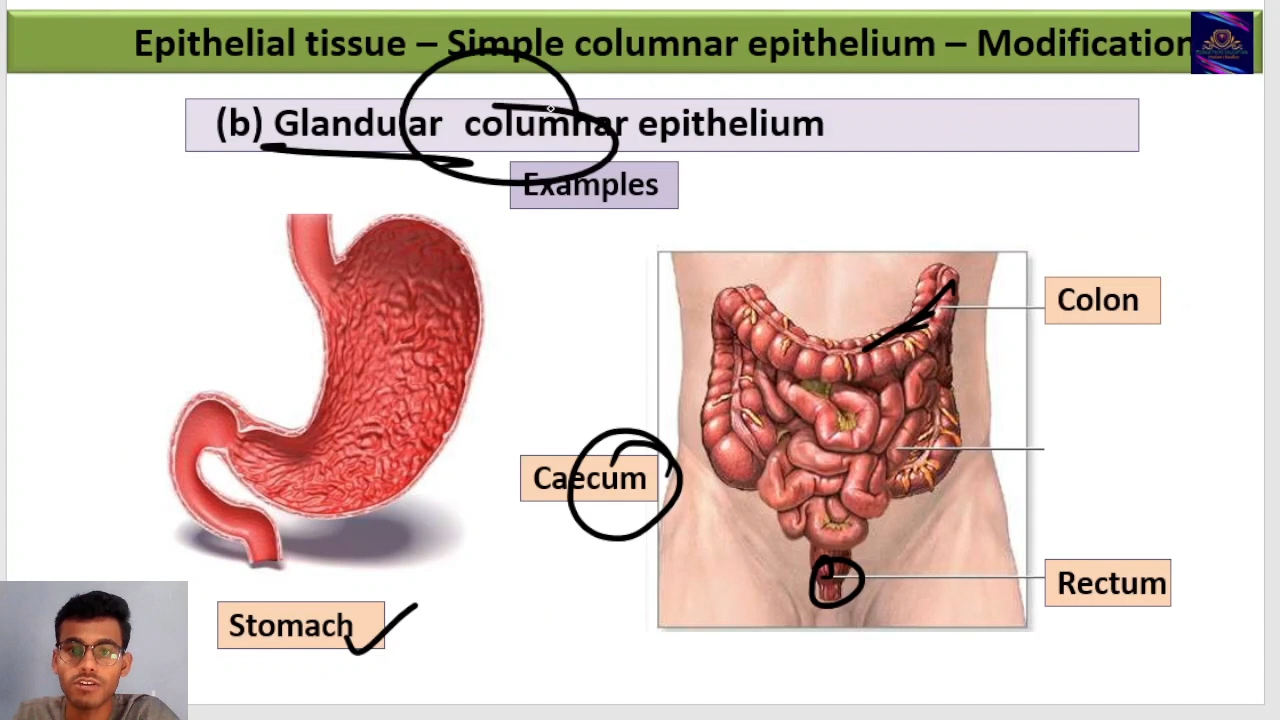 Epithelial tissue – Simple columnar epithelium – Modification
(b) Glandular columnar epithelium
Examples
Colon
Caecum
Rectum
Stomach